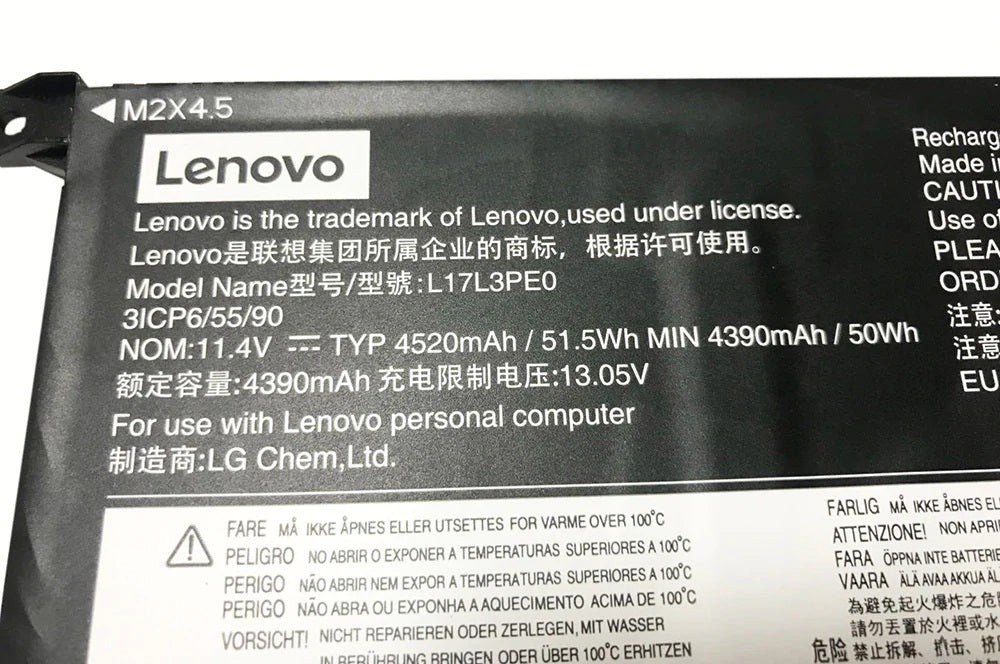 M2X4.5
Lenovo
Lenovo is the trademark of Lenovo,used under license.
Lenovo是联想集团所属企业的商标，根据许可使用。
Model Name型号/型號:L17L3PE0
3ICP6/55/90
NOM:11.4V ⎓ TYP 4520mAh / 51.5Wh MIN 4390mAh / 50Wh
额定容量:4390mAh 充电限制电压:13.05V
For use with Lenovo personal computer
制造商:LG Chem,Ltd.
Recharg
Made i
CAUTI
Use o
PLEA
ORD
注意:
注意
EU
FARE MÅ IKKE ÅPNES ELLER UTSETTES FOR VARME OVER 100°C
PELIGRO NO ABRIR O EXPONER A TEMPERATURAS SUPERIORES A 100°C
PERIGO NÃO ABRIR NEM EXPOR A TEMPERATURAS SUPERIORES A 100°C
PERIGO NÃO ABRA OU EXPONHA A AQUECIMENTO ACIMA DE 100°C
VORSICHT! NICHT REPARIEREN ODER ZERLEGEN, MIT WASSER
IN BERÜHRUNG BRINGEN ODER ÜBER 100°C ERHITZEN
FARLIG MÅ IKKE ÅBNES EL
ATTENZIONE! NON APRI
FARA ÖPPNA INTE BATTERIE
VAARA ÄLÄ AVAA AKKUA ÄL
為避免起火爆炸之危
請勿丟置於火裡或水
危险 禁止拆解、撞击、挤